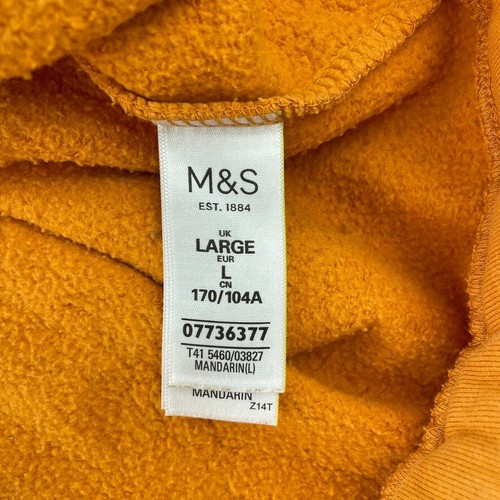 M&S
EST. 1884
UK
LARGE
EUR
L
CN
170/104A
07736377
T41 5460/03827
MANDARIN(L)
MANDARIN
Z14T